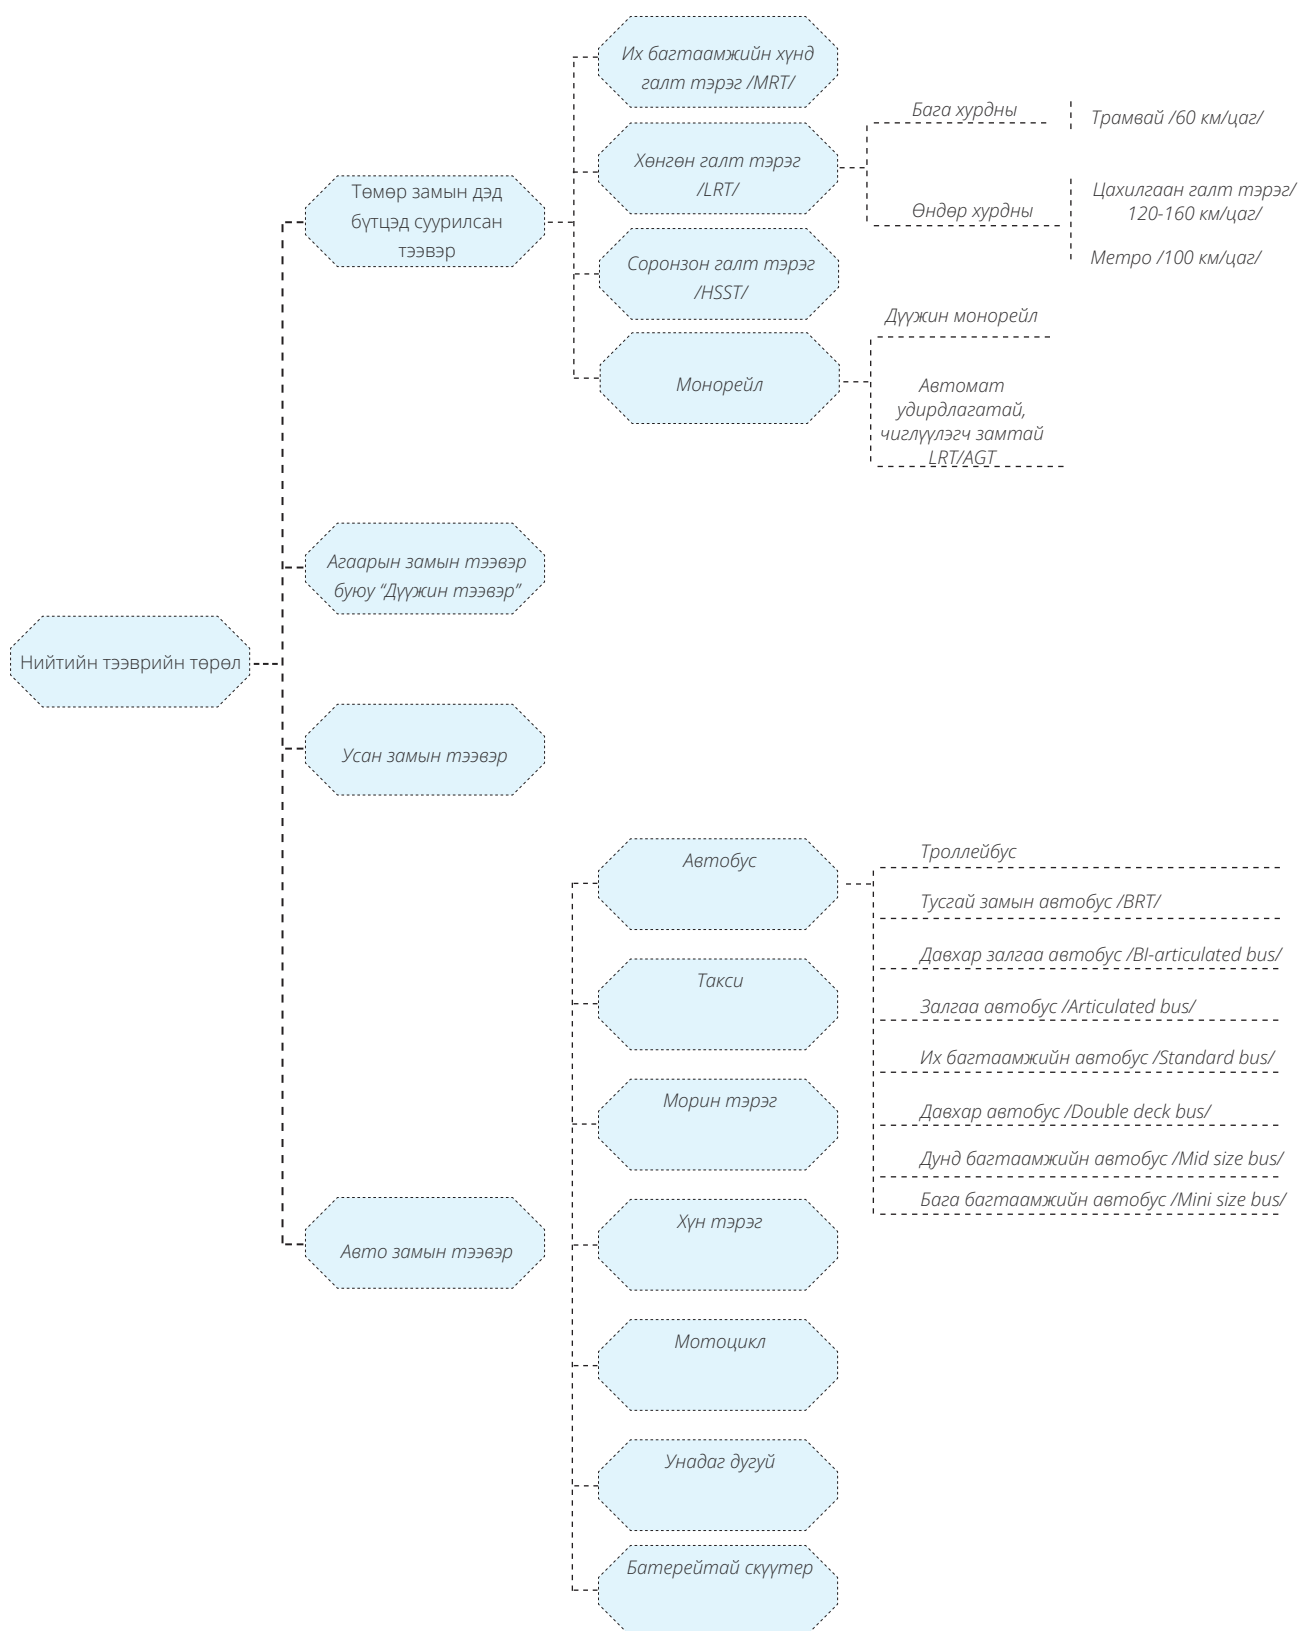 Нийтийн тээврийн төрөл
Төмөр замын дэд
бүтцэд суурилсан
тээвэр
Их багтаамжийн хүнд
галт тэрэг /MRT/
Хөнгөн галт тэрэг
/LRT/
Бага хурдны
Трамвай /60 км/цаг/
Өндөр хурдны
Цахилгаан галт тэрэг/
120-160 км/цаг/
Метро /100 км/цаг/
Соронзон галт тэрэг
/HSST/
Монорейл
Дүүжин монорейл
Автомат
удирдлагатай,
чиглүүлэгч замтай
LRT/AGT
Агаарын замын тээвэр
буюу “Дүүжин тээвэр”
Усан замын тээвэр
Авто замын тээвэр
Автобус
Троллейбус
Тусгай замын автобус /BRT/
Давхар залгаа автобус /BI-articulated bus/
Залгаа автобус /Articulated bus/
Их багтаамжийн автобус /Standard bus/
Давхар автобус /Double deck bus/
Дунд багтаамжийн автобус /Mid size bus/
Бага багтаамжийн автобус /Mini size bus/
Такси
Морин тэрэг
Хүн тэрэг
Мотоцикл
Унадаг дугуй
Батерейтай скүүтер